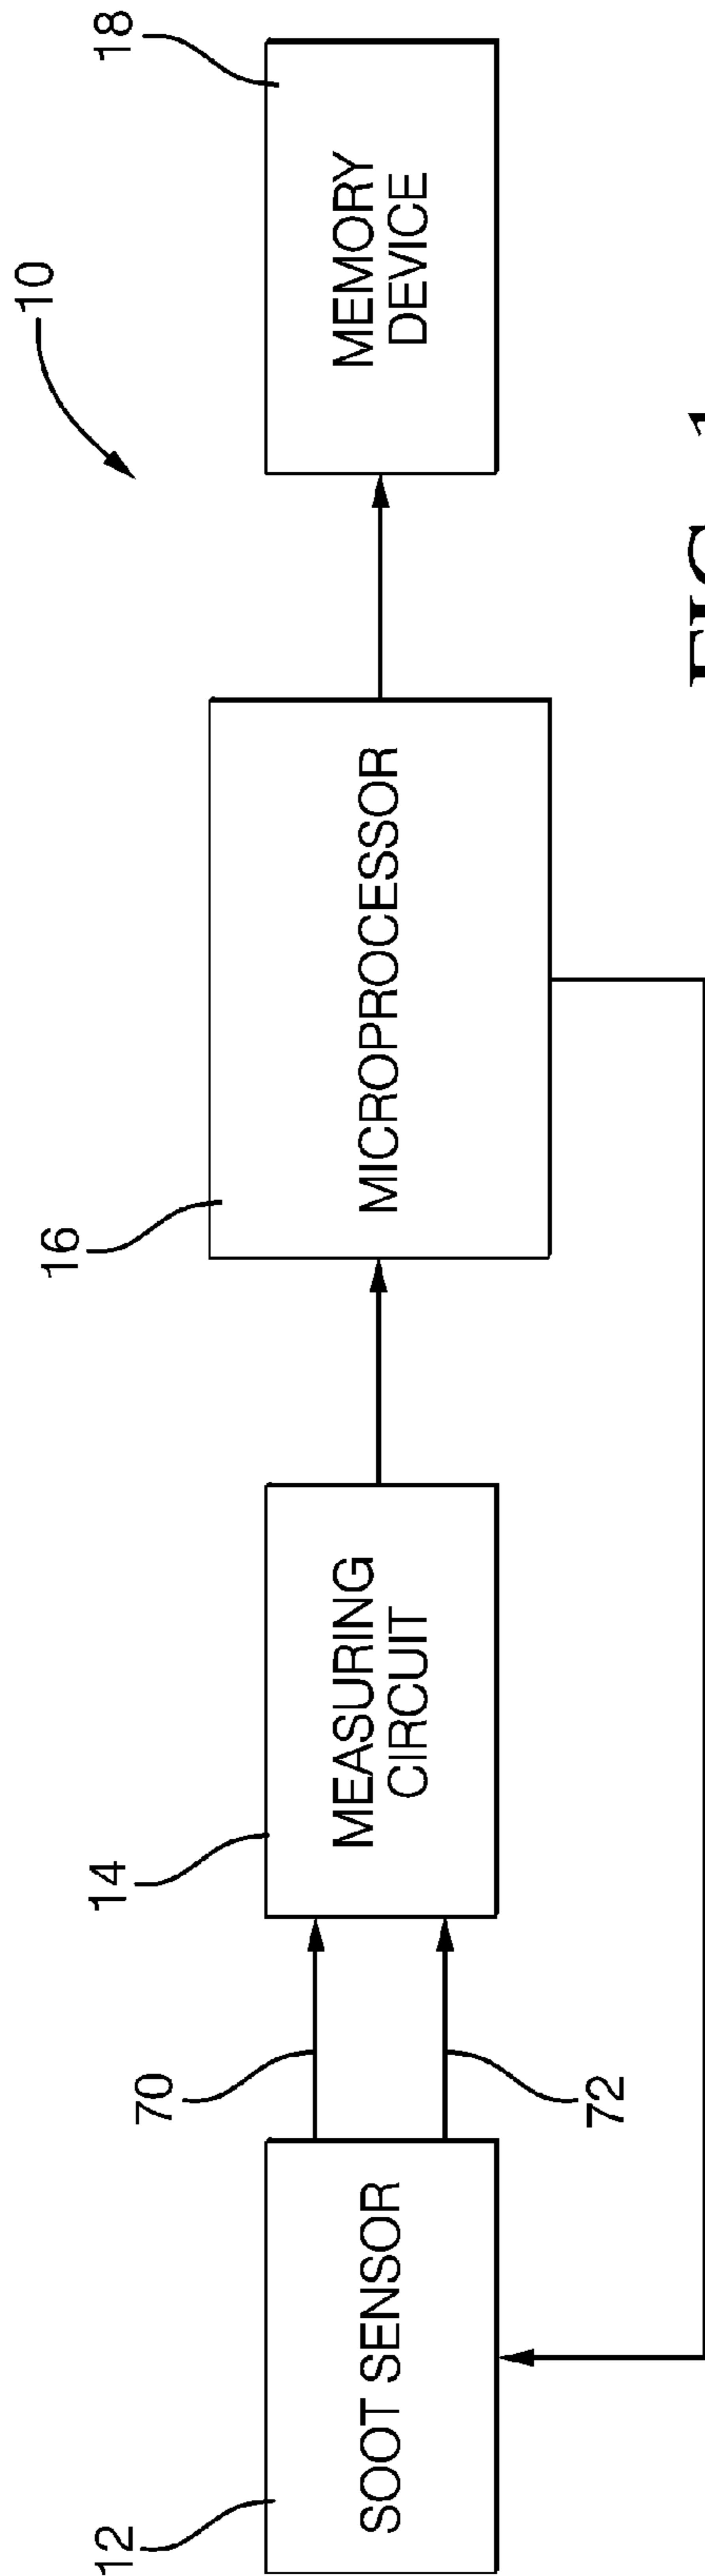 10
12
SOOT SENSOR
70
72
14
MEASURING
CIRCUIT
16
MICROPROCESSOR
18
MEMORY
DEVICE